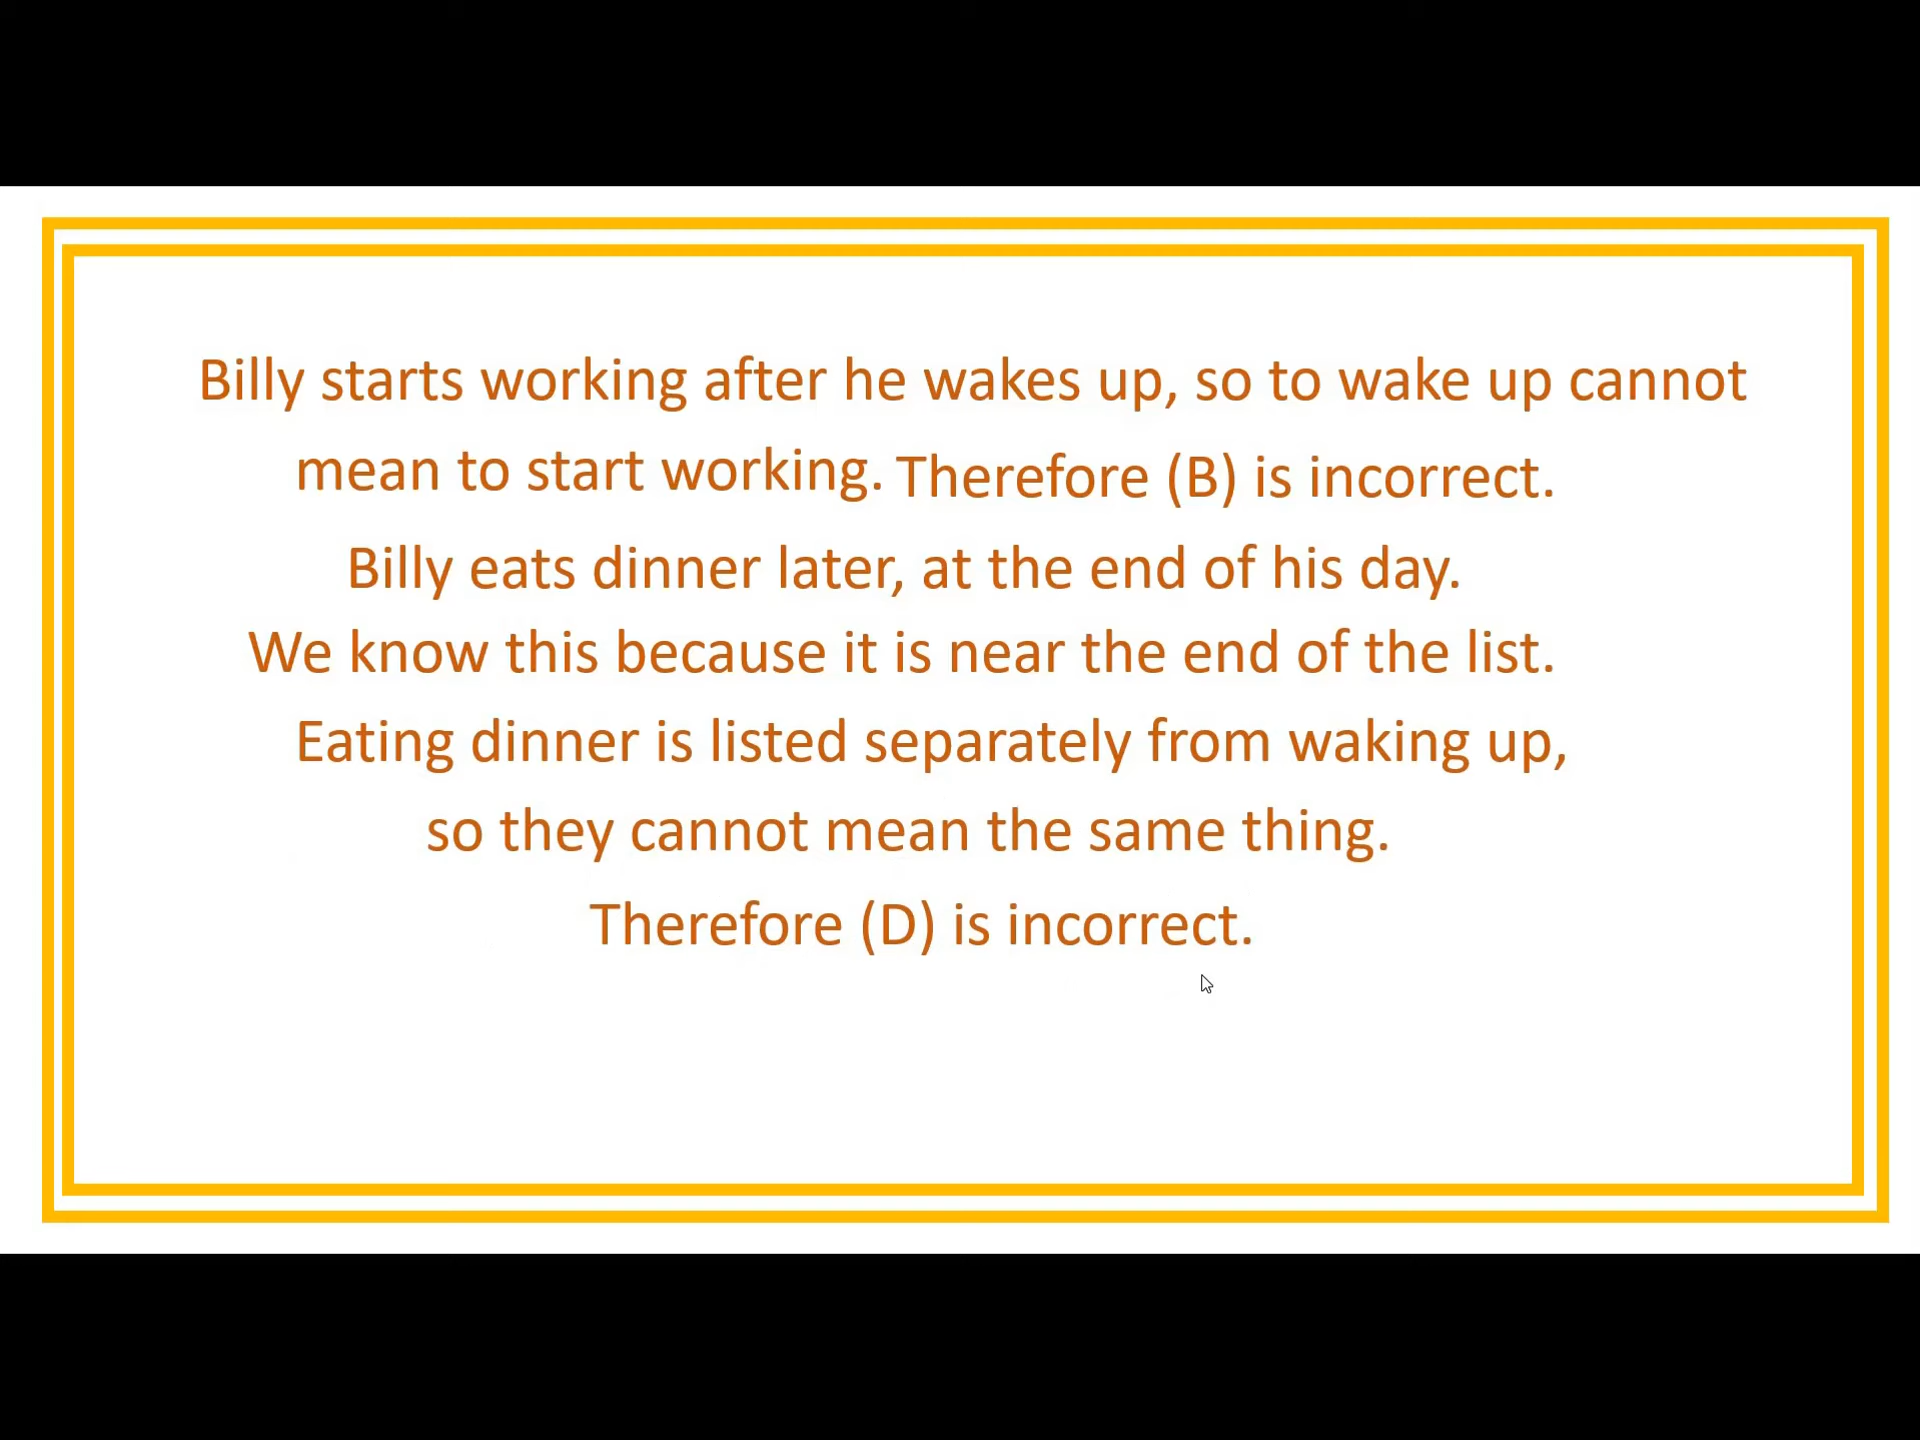 Billy starts working after he wakes up, so to wake up cannot
mean to start working. Therefore (B) is incorrect.
Billy eats dinner later, at the end of his day.
We know this because it is near the end of the list.
Eating dinner is listed separately from waking up,
so they cannot mean the same thing.
Therefore (D) is incorrect.